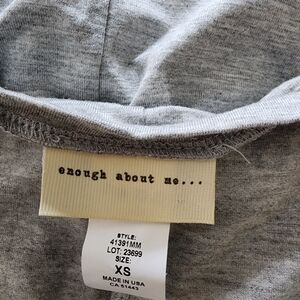 enough about me...
STYLE:
41391MM
LOT: 23699
SIZE:
XS
MADE IN USA
CA 51443